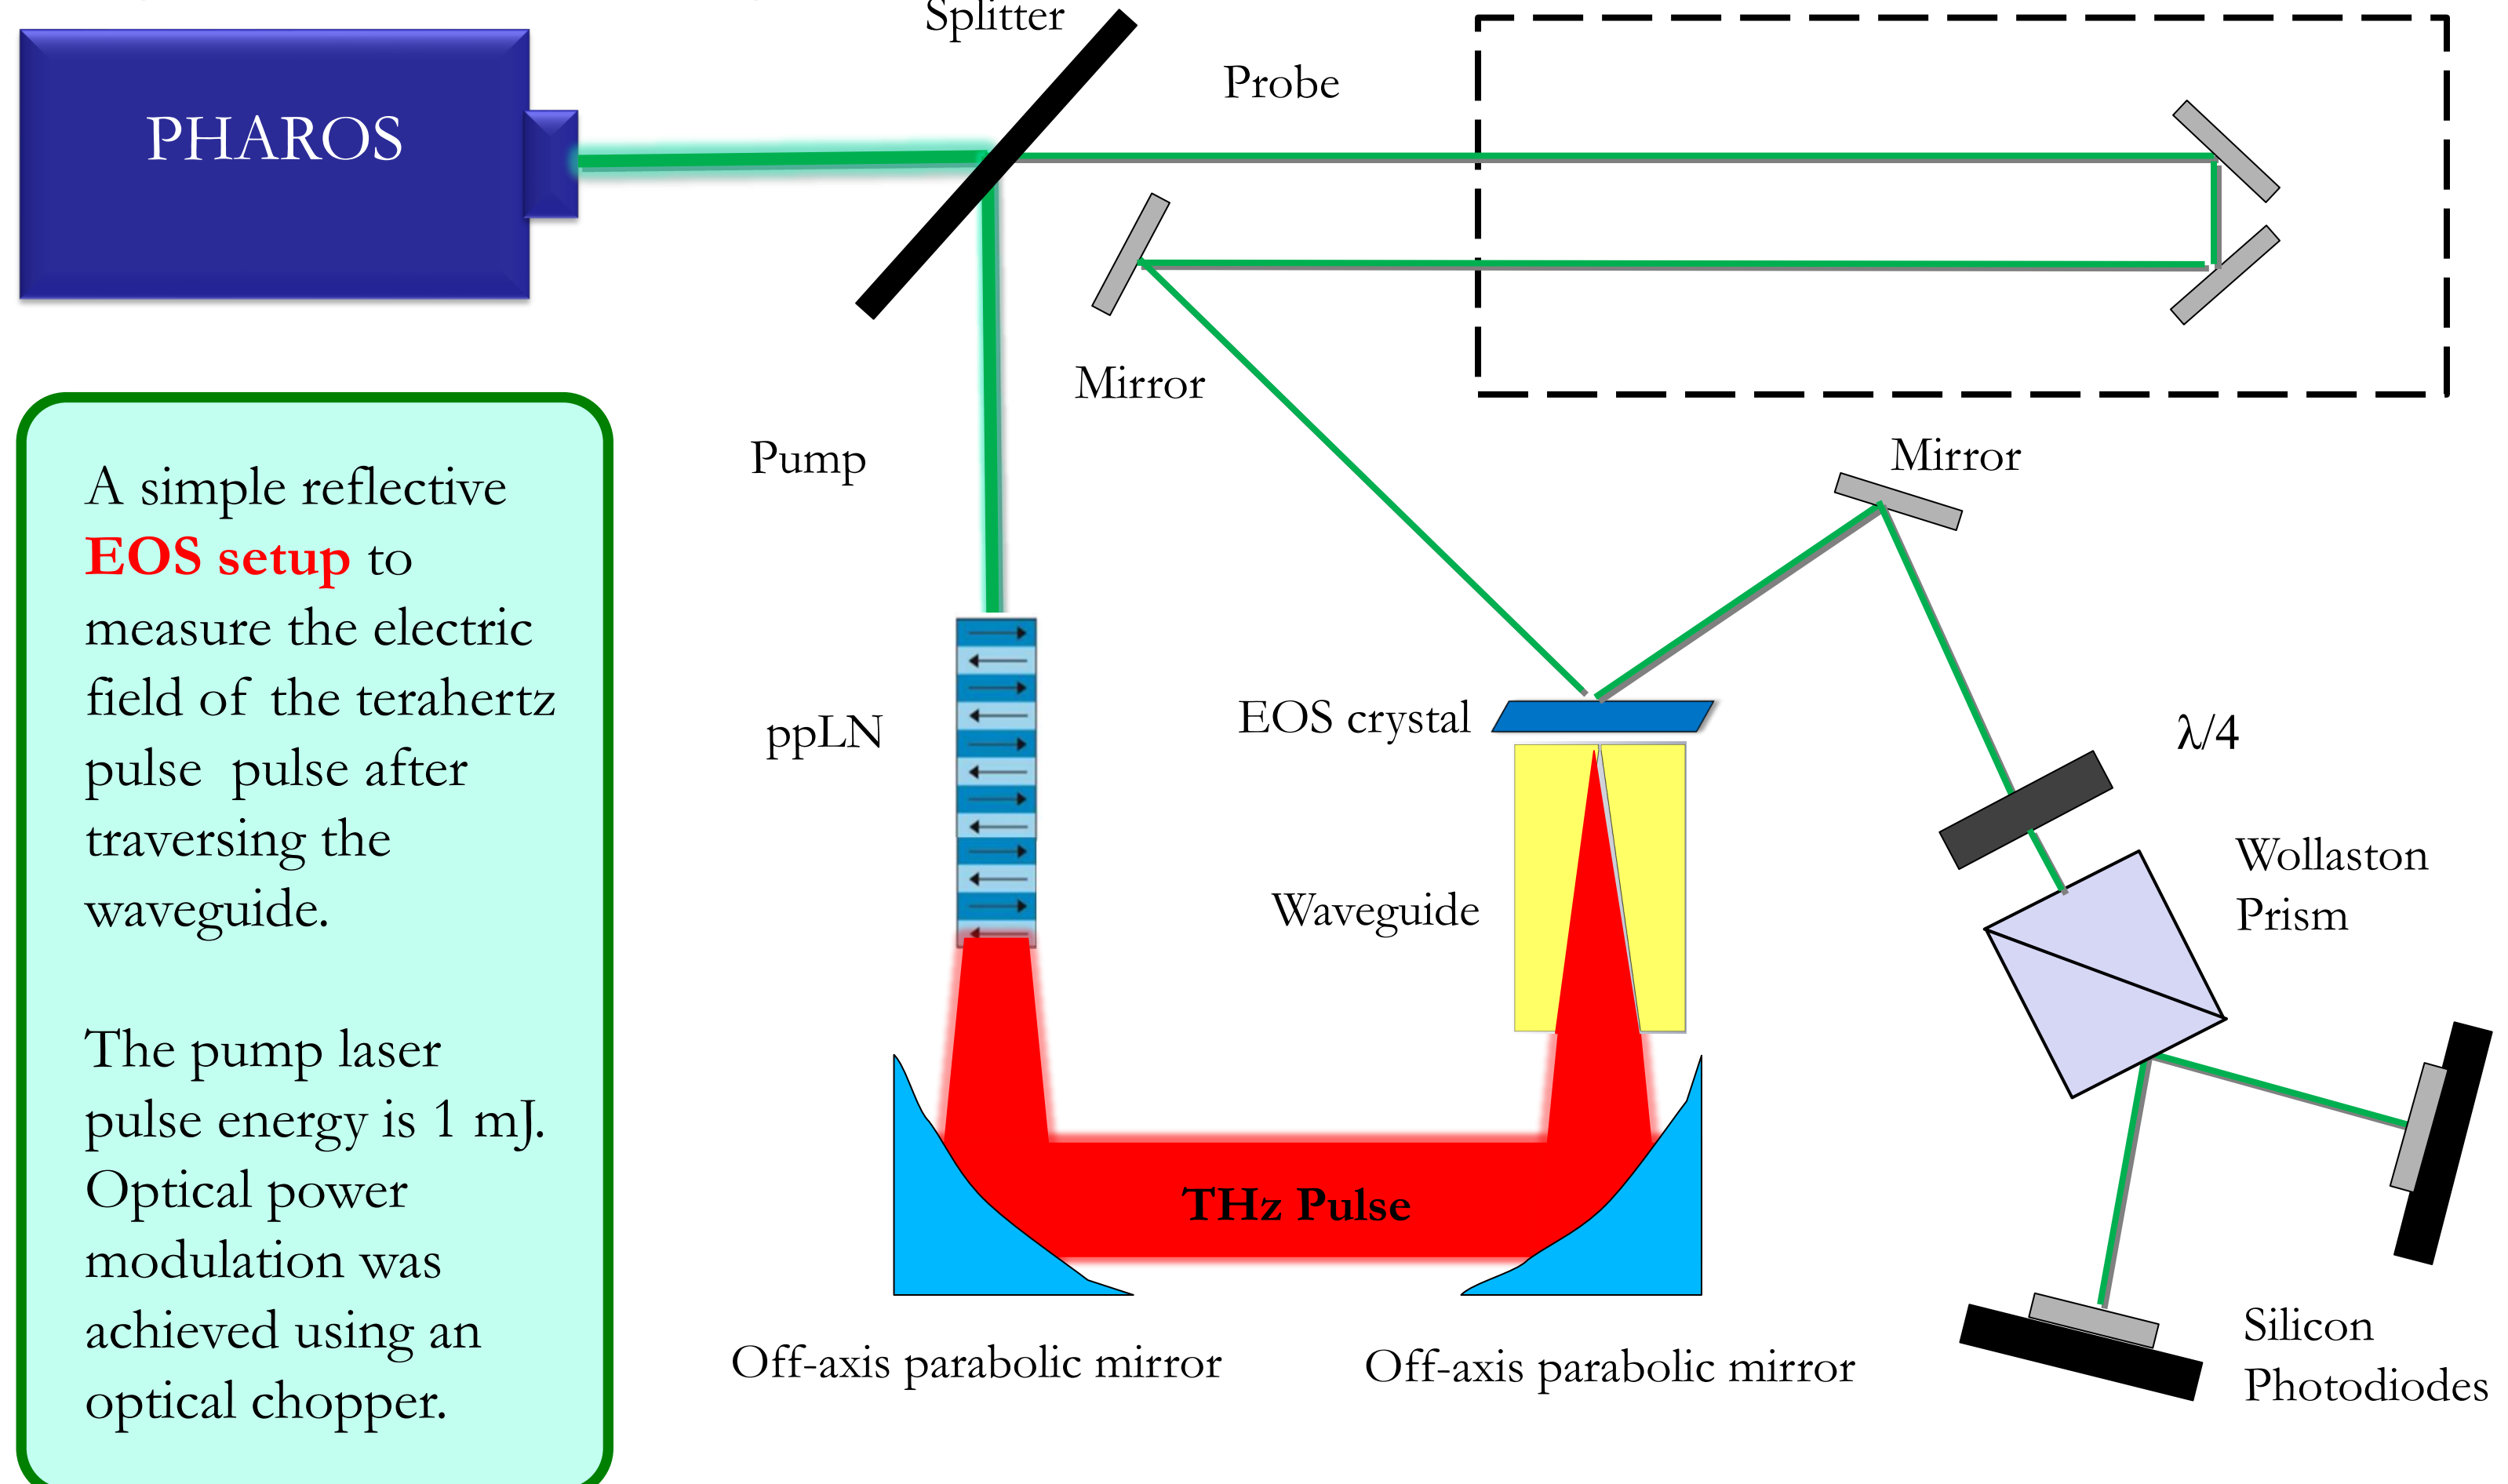 Splitter
PHAROS
Probe
Mirror
Pump
Mirror
A simple reflective
EOS setup to
measure the electric
field of the terahertz
pulse pulse after
traversing the
waveguide.
The pump laser
pulse energy is 1 mJ.
Optical power
modulation was
achieved using an
optical chopper.
ppLN
EOS crystal
λ/4
Waveguide
Wollaston
Prism
THz Pulse
Off-axis parabolic mirror
Off-axis parabolic mirror
Silicon
Photodiodes